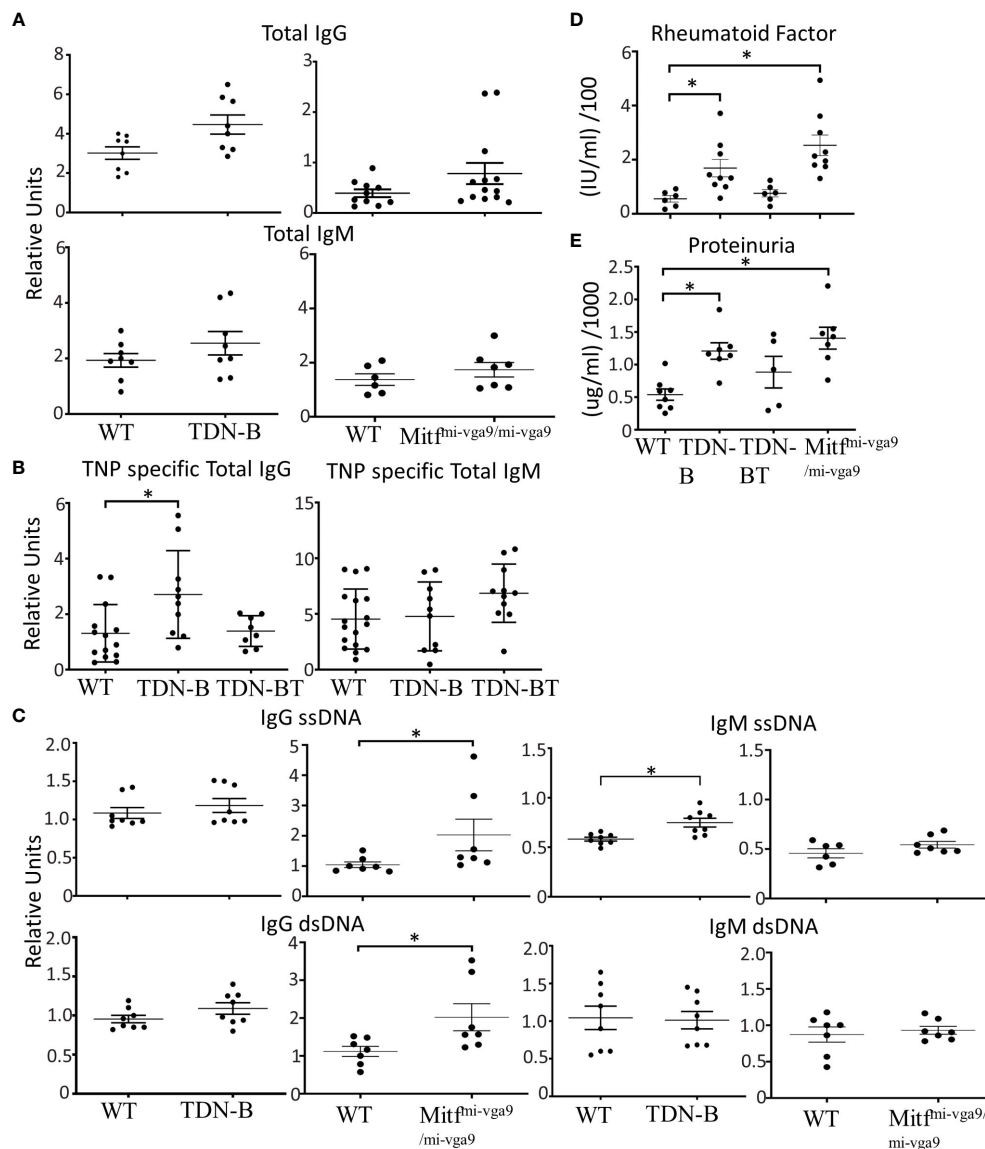 A
Total IgG
Relative Units
8
6
4
2
0
3
2
1
0
Total IgM
6
4
2
0
WT
TDN-B
6
4
2
0
WT
Mitfmi-vga9/mi-vga9
B
TNP specific Total IgG
Relative Units
6
4
2
0
*
WT
TDN-B
TDN-BT
TNP specific Total IgM
15
10
5
0
WT
TDN-B
TDN-BT
C
IgG ssDNA
Relative Units
2.0
1.5
1.0
0.5
0
5
4
3
2
1
0
*
IgM ssDNA
1.5
1.0
0.5
0
*
1.5
1.0
0.5
0
IgG dsDNA
2.0
1.5
1.0
0.5
0
WT
TDN-B
4
3
2
1
0
*
WT
Mitfmi-vga9
/mi-vga9
IgM dsDNA
2.0
1.5
1.0
0.5
0
WT
TDN-B
2.0
1.5
1.0
0.5
0
WT
Mitfmi-vga9/
mi-vga9
D
Rheumatoid Factor
(IU/ml) /100
6
4
2
0
*
*
E
Proteinuria
(ug/ml) /1000
2.5
2.0
1.5
1.0
0.5
0
*
*
WT
TDN-
B
TDN-
BT
Mitfmi-vga9
/mi-vga9